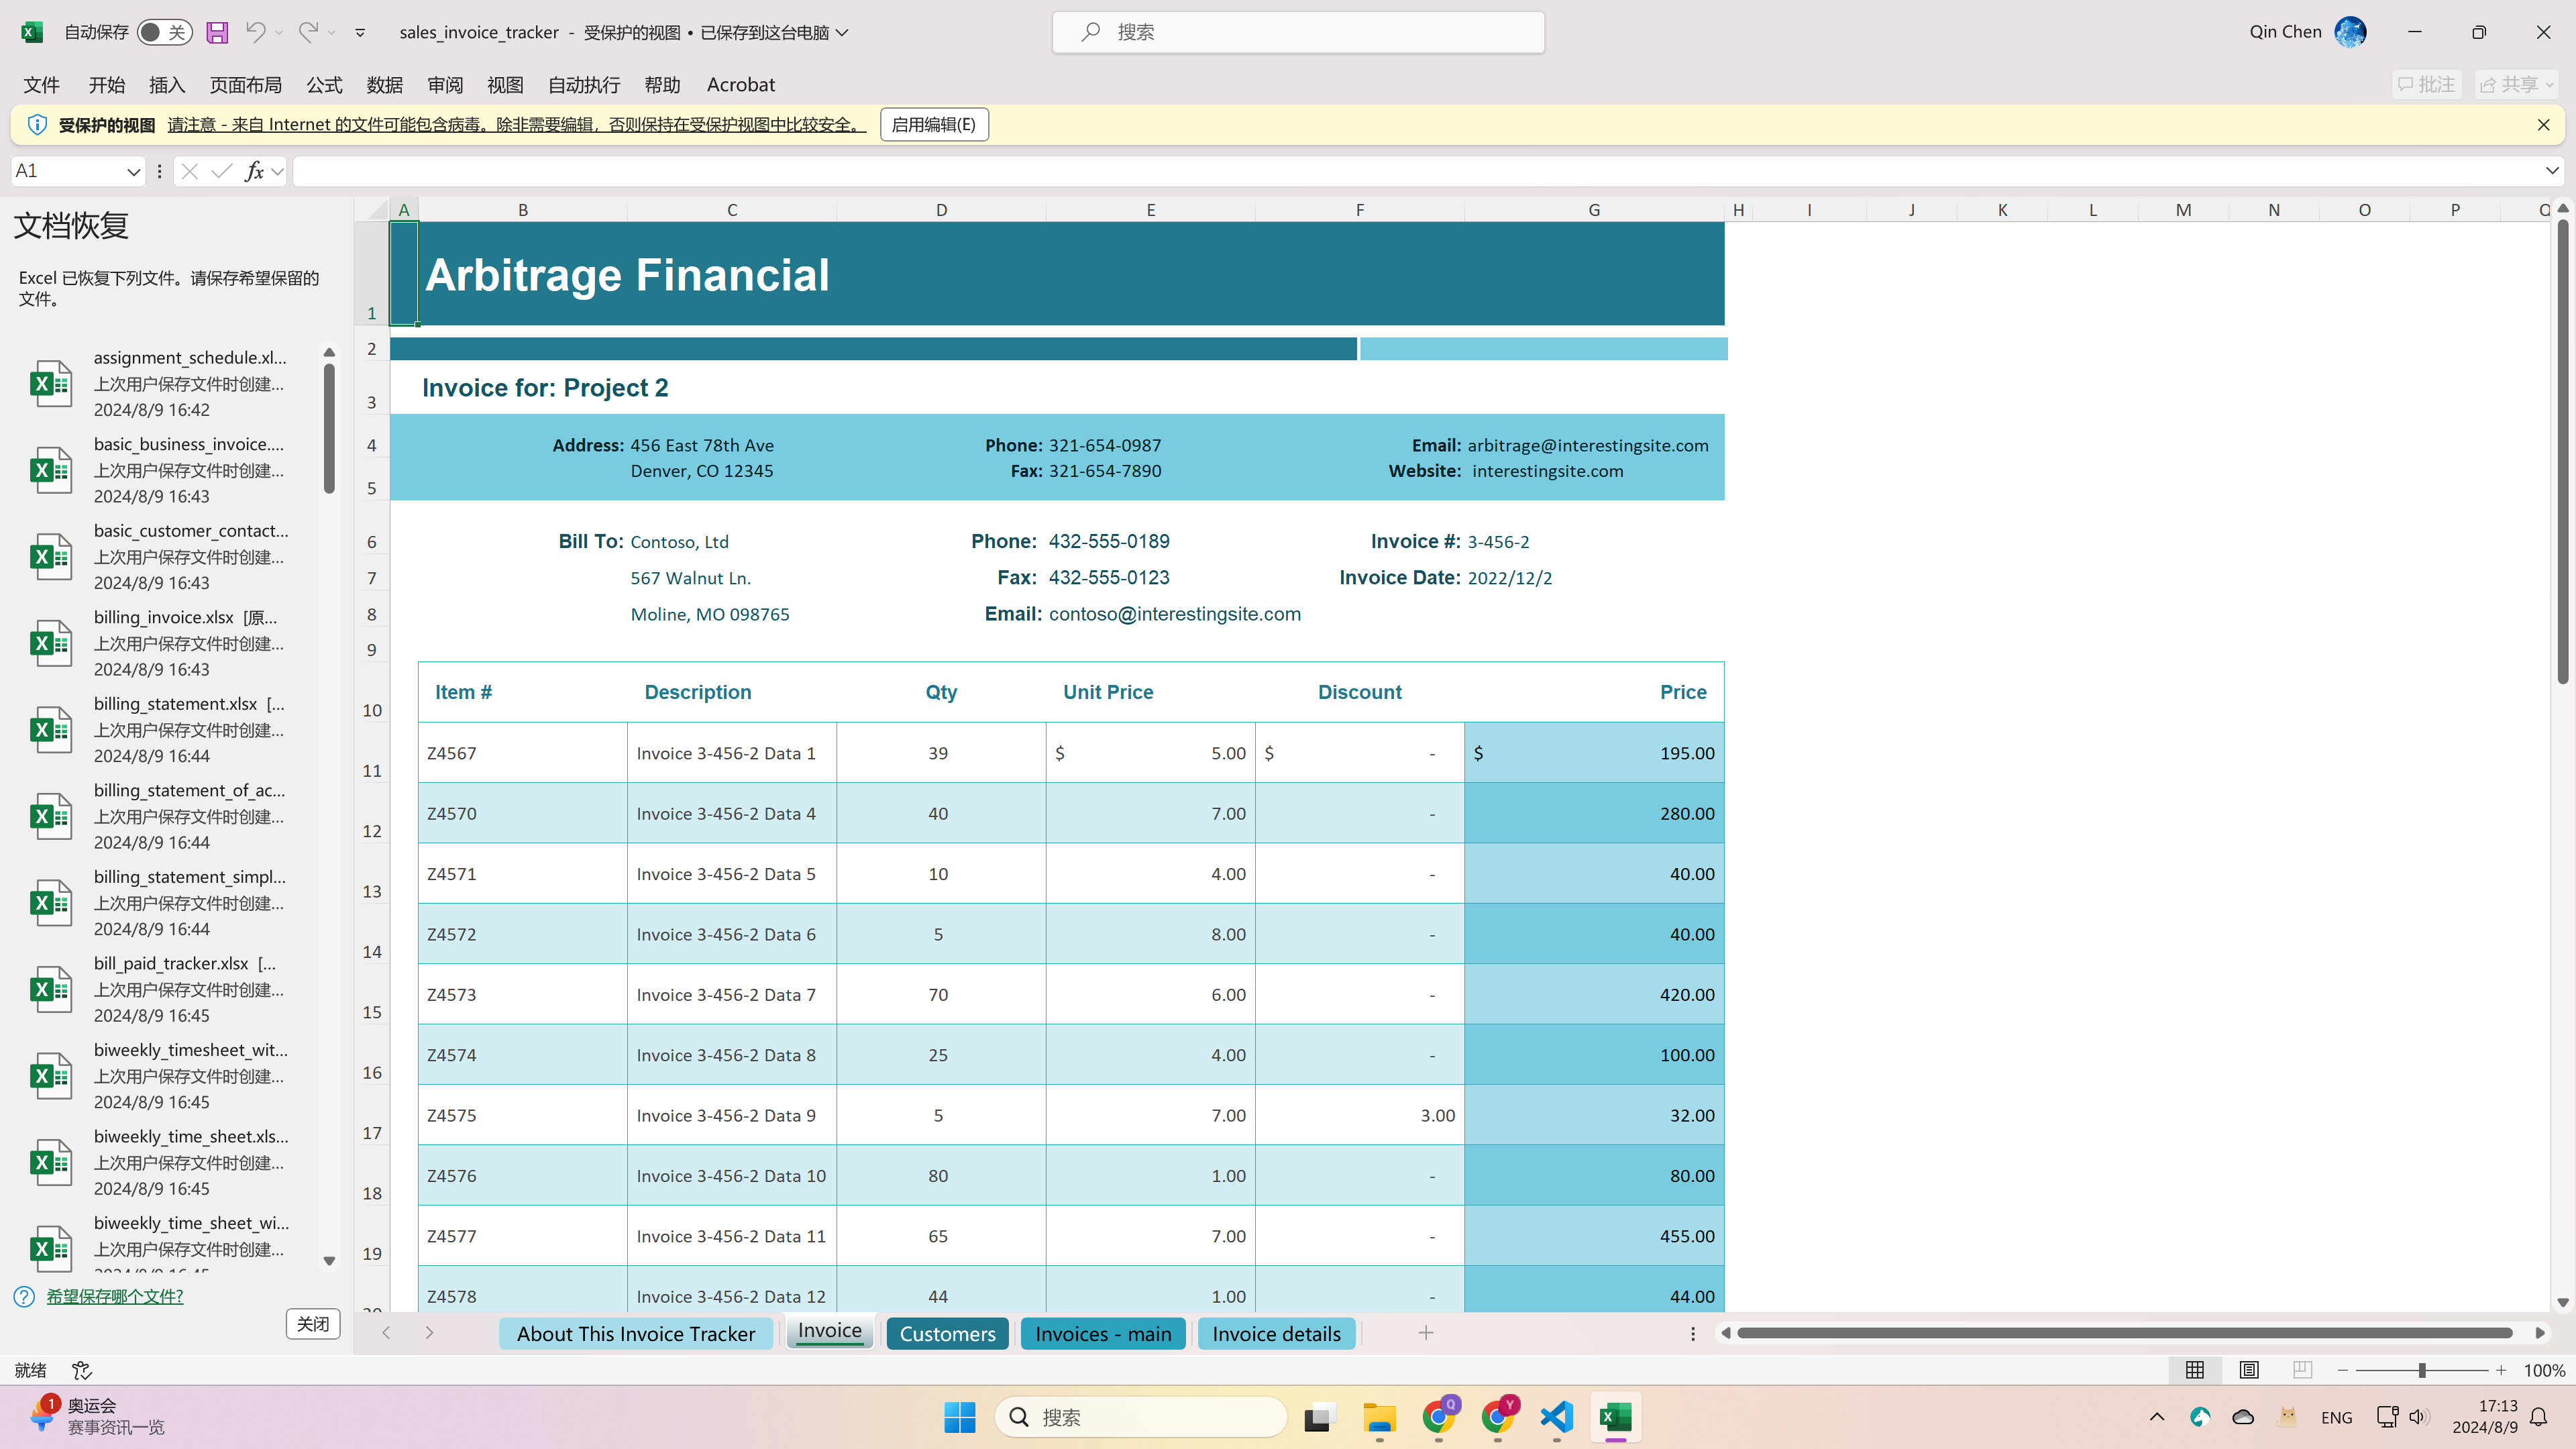 自动保存 关 sales_invoice_tracker - 受保护的视图 • 已保存到这台电脑 搜索 Qin Chen
文件 开始 插入 页面布局 公式 数据 审阅 视图 自动执行 帮助 Acrobat 批注 共享
受保护的视图 请注意 - 来自 Internet 的文件可能包含病毒。除非需要编辑，否则保持在受保护视图中比较安全。 启用编辑(E)
A1 fx
文档恢复
Excel 已恢复下列文件。请保存希望保留的
文件。
assignment_schedule.xl...
上次用户保存文件时创建...
2024/8/9 16:42
basic_business_invoice....
上次用户保存文件时创建...
2024/8/9 16:43
basic_customer_contact...
上次用户保存文件时创建...
2024/8/9 16:43
billing_invoice.xlsx [原...
上次用户保存文件时创建...
2024/8/9 16:43
billing_statement.xlsx [...
上次用户保存文件时创建...
2024/8/9 16:44
billing_statement_of_ac...
上次用户保存文件时创建...
2024/8/9 16:44
billing_statement_simpl...
上次用户保存文件时创建...
2024/8/9 16:44
bill_paid_tracker.xlsx [...
上次用户保存文件时创建...
2024/8/9 16:45
biweekly_timesheet_wit...
上次用户保存文件时创建...
2024/8/9 16:45
biweekly_time_sheet.xls...
上次用户保存文件时创建...
2024/8/9 16:45
biweekly_time_sheet_wi...
上次用户保存文件时创建...
希望保存哪个文件?
关闭
A B C D E F G H I J K L M N O P Q
1 Arbitrage Financial
2
3 Invoice for: Project 2
4 Address: 456 East 78th Ave Phone: 321-654-0987 Email: arbitrage@interestingsite.com
5 Denver, CO 12345 Fax: 321-654-7890 Website: interestingsite.com
6 Bill To: Contoso, Ltd Phone: 432-555-0189 Invoice #: 3-456-2
7 567 Walnut Ln. Fax: 432-555-0123 Invoice Date: 2022/12/2
8 Moline, MO 098765 Email: contoso@interestingsite.com
9
10 Item # Description Qty Unit Price Discount Price
11 Z4567 Invoice 3-456-2 Data 1 39 $ 5.00 $ - $ 195.00
12 Z4570 Invoice 3-456-2 Data 4 40 7.00 - 280.00
13 Z4571 Invoice 3-456-2 Data 5 10 4.00 - 40.00
14 Z4572 Invoice 3-456-2 Data 6 5 8.00 - 40.00
15 Z4573 Invoice 3-456-2 Data 7 70 6.00 - 420.00
16 Z4574 Invoice 3-456-2 Data 8 25 4.00 - 100.00
17 Z4575 Invoice 3-456-2 Data 9 5 7.00 3.00 32.00
18 Z4576 Invoice 3-456-2 Data 10 80 1.00 - 80.00
19 Z4577 Invoice 3-456-2 Data 11 65 7.00 - 455.00
Z4578 Invoice 3-456-2 Data 12 44 1.00 - 44.00
About This Invoice Tracker Invoice Customers Invoices - main Invoice details
就绪 100%
1 奥运会
赛事资讯一览
搜索
Q Y
ENG
17:13
2024/8/9